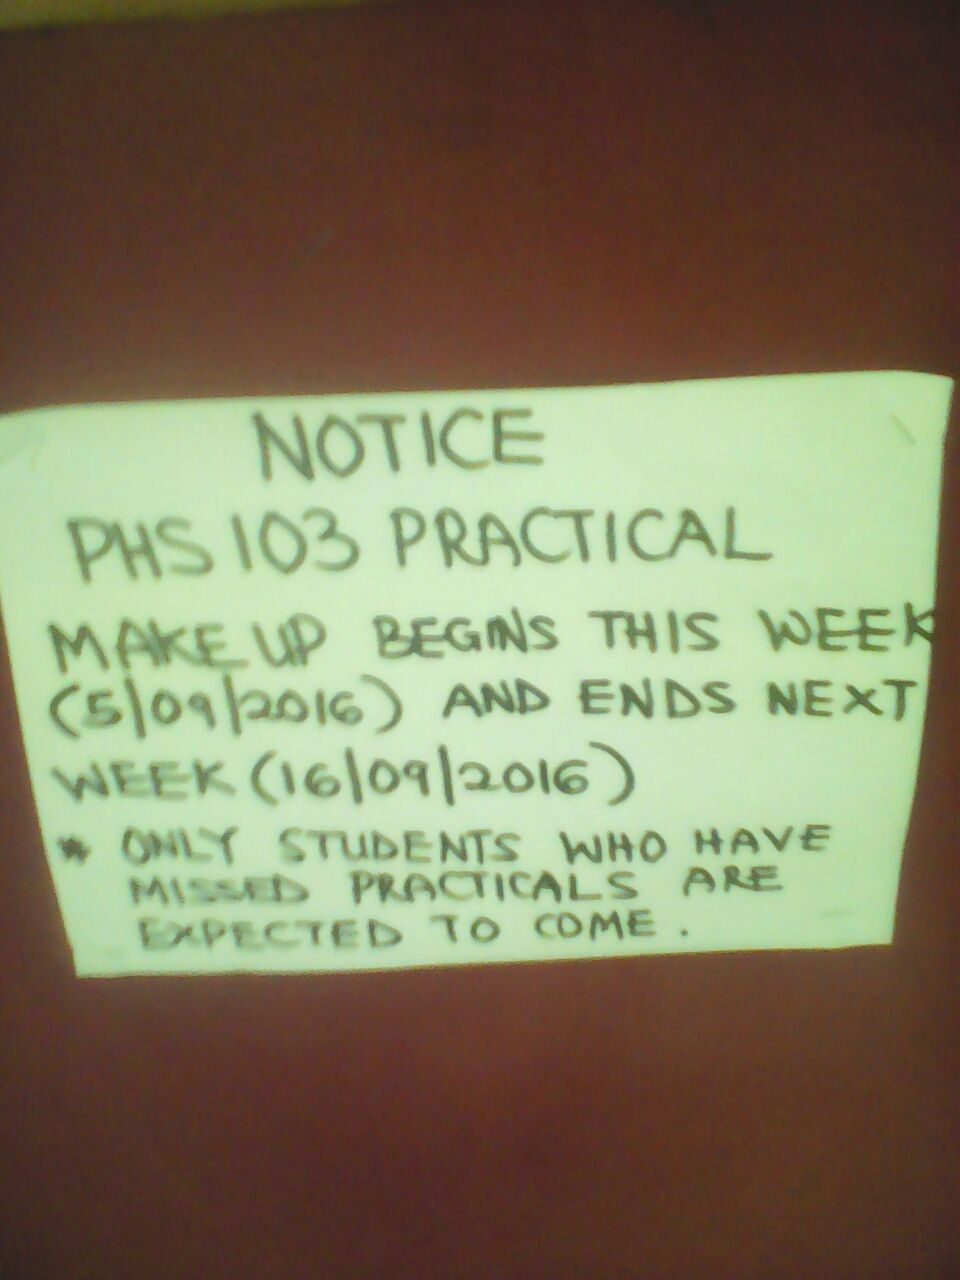 NOTICE
PHS 103 PRACTICAL
MAKE UP BEGINS THIS WEEK
(5/09/2016) AND ENDS NEXT
WEEK (16/09/2016)
* ONLY STUDENTS WHO HAVE
MISSED PRACTICALS ARE
EXPECTED TO COME.